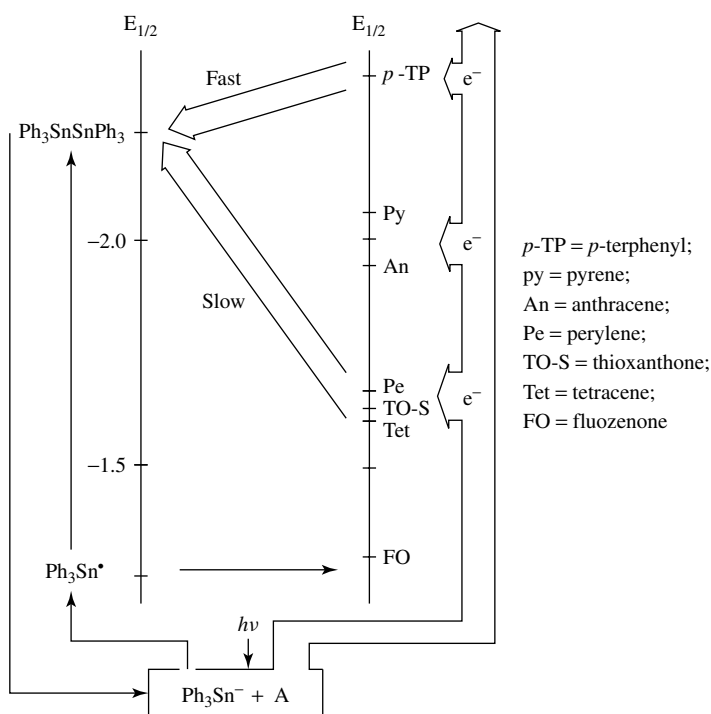 E1/2
E1/2
Fast
p-TP
e−
Ph3SnSnPh3
Py
−2.0
e−
An
Slow
Pe
TO-S
e−
Tet
−1.5
FO
Ph3Sn•
hν
Ph3Sn− + A
p-TP = p-terphenyl;
py = pyrene;
An = anthracene;
Pe = perylene;
TO-S = thioxanthone;
Tet = tetracene;
FO = fluozenone